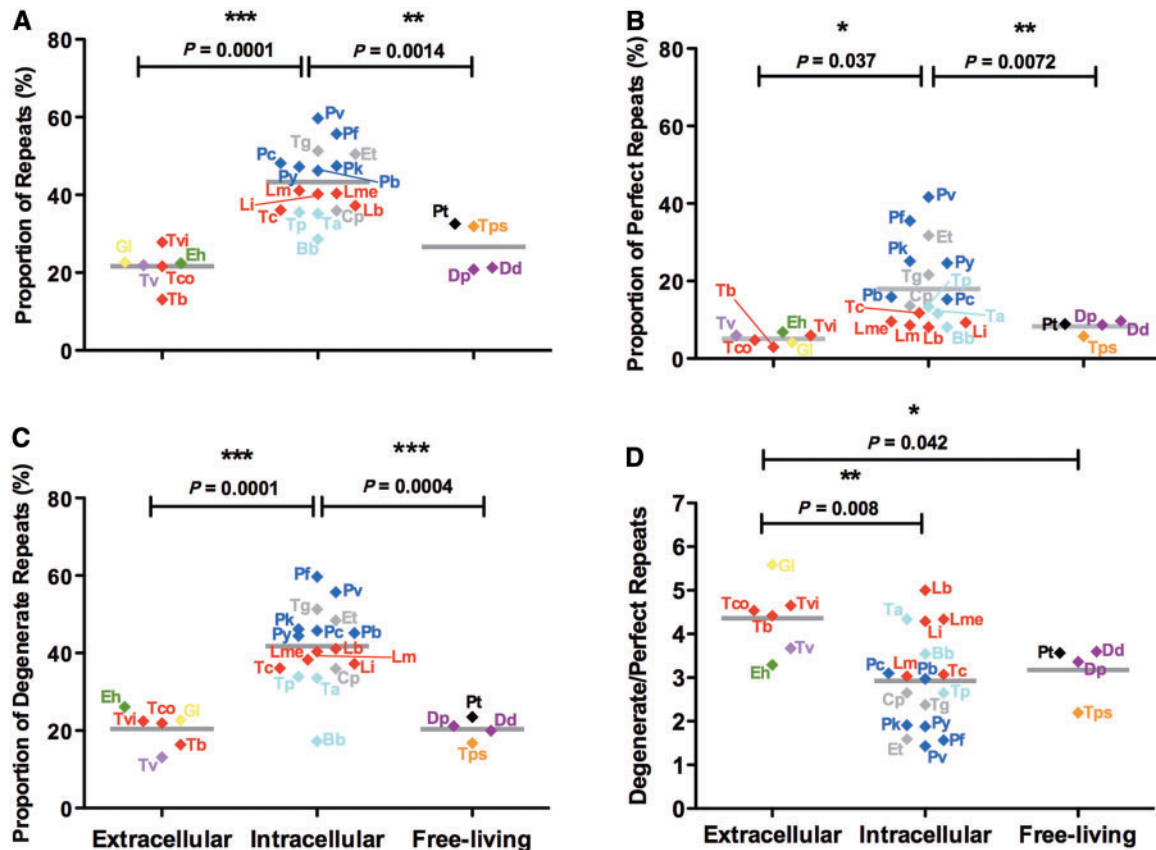 A
***
**
P = 0.0001
P = 0.0014
Proportion of Repeats (%)
80
60
40
20
0
Pv
Pf
Tg
Et
Pc
Py
Pk
Pb
Lm
Lme
Li
Tc
Lb
Tp
Ta
Cp
Bb
Gl
Tvi
Eh
Tv
Tco
Tb
Pt
Tps
Dp
Dd
B
*
**
P = 0.037
P = 0.0072
Proportion of Perfect Repeats (%)
80
60
40
20
0
Pv
Pf
Et
Pk
Py
Tg
Tp
Pb
Cp
Pc
Tc
Ta
Lme
Lm
Lb
Bb
Li
Tb
Tv
Eh
Tvi
Tco
Gl
Pt
Dp
Dd
Tps
C
***
***
P = 0.0001
P = 0.0004
Proportion of Degenerate Repeats (%)
80
60
40
20
0
Pf
Pv
Tg
Et
Pk
Py
Pc
Pb
Lme
Lb
Lm
Tc
Li
Tp
Ta
Cp
Bb
Eh
Tvi
Tco
Gl
Tb
Tv
Pt
Dp
Dd
Tps
Extracellular
Intracellular
Free-living
D
*
P = 0.042
**
P = 0.008
Degenerate/Perfect Repeats
7
6
5
4
3
2
1
0
Gl
Tco
Tvi
Tb
Tv
Eh
Lb
Ta
Lme
Li
Bb
Pc
Lm
Pb
Tc
Cp
Tg
Tp
Pk
Py
Et
Pf
Pv
Pt
Dd
Dp
Tps
Extracellular
Intracellular
Free-living